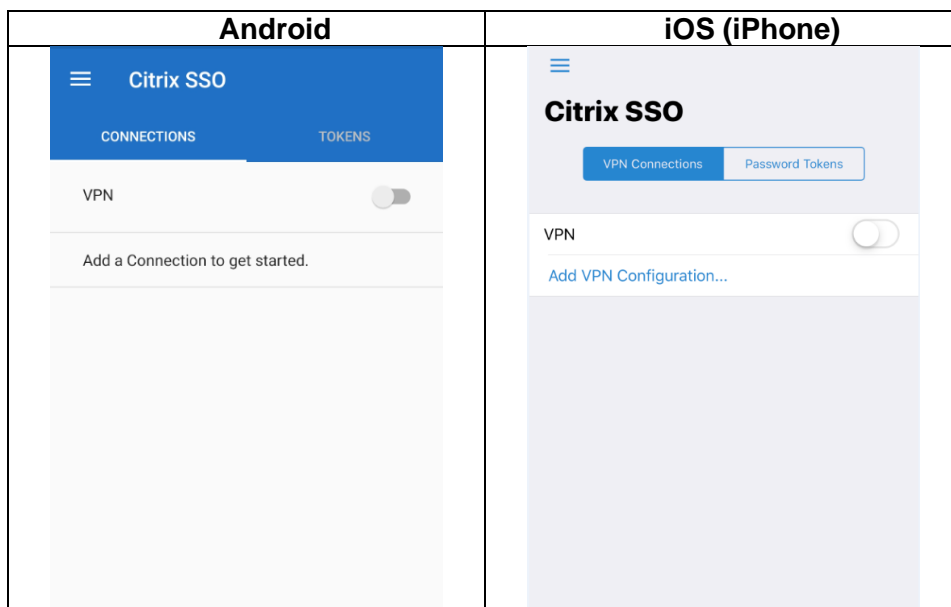 Android
iOS (iPhone)
Citrix SSO
CONNECTIONS TOKENS
VPN
Add a Connection to get started.
Citrix SSO
VPN Connections Password Tokens
VPN
Add VPN Configuration...